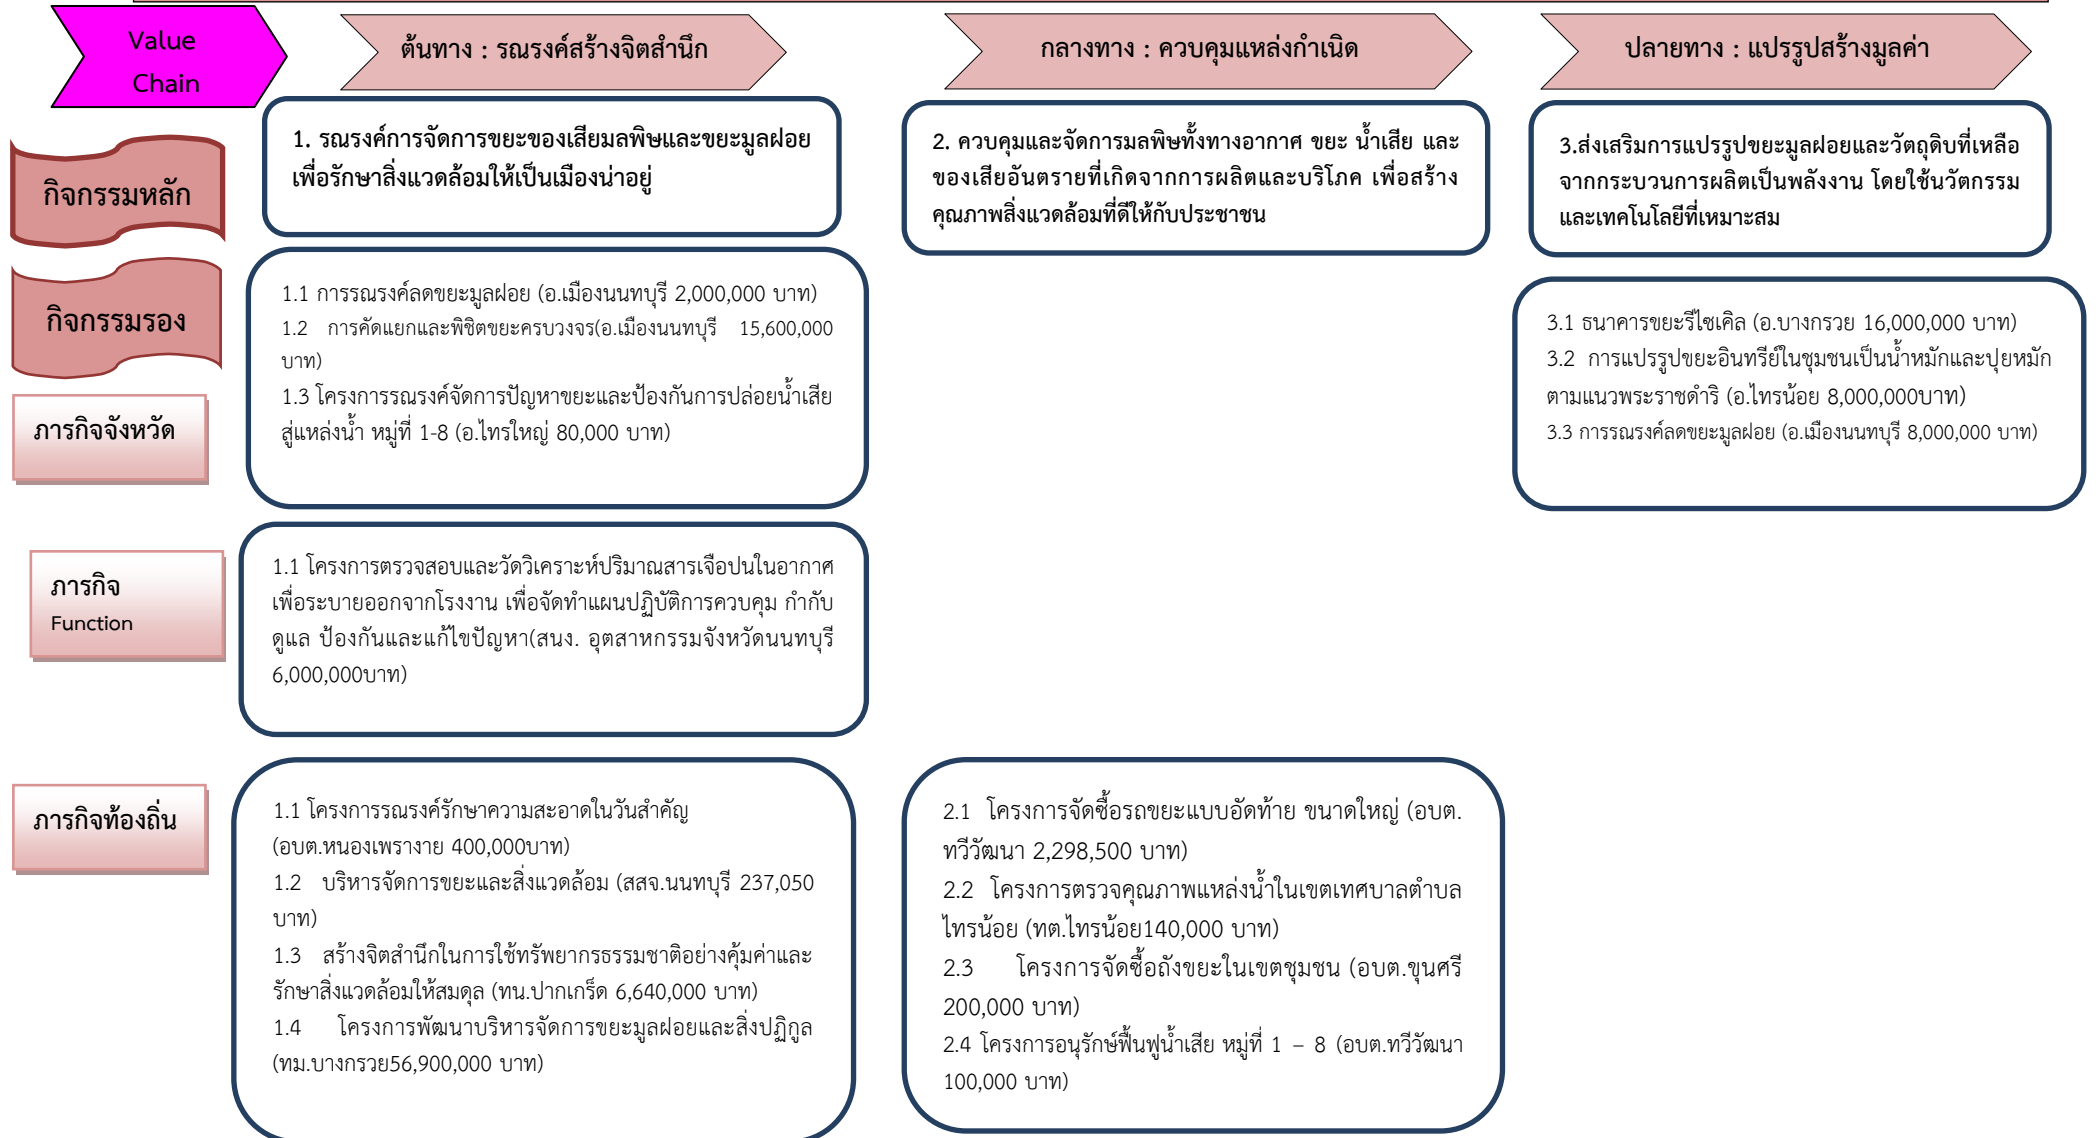 Value
Chain
ต้นทาง : รณรงค์สร้างจิตสำนึก
กลางทาง : ควบคุมแหล่งกำเนิด
ปลายทาง : แปรรูปสร้างมูลค่า
กิจกรรมหลัก
1. รณรงค์การจัดการขยะของเสียมลพิษและขยะมูลฝอย
เพื่อรักษาสิ่งแวดล้อมให้เป็นเมืองน่าอยู่
2. ควบคุมและจัดการมลพิษทั้งทางอากาศ ขยะ น้ำเสีย และ
ของเสียอันตรายที่เกิดจากการผลิตและบริโภค เพื่อสร้าง
คุณภาพสิ่งแวดล้อมที่ดีให้กับประชาชน
3.ส่งเสริมการแปรรูปขยะมูลฝอยและวัตถุดิบที่เหลือ
จากกระบวนการผลิตเป็นพลังงาน โดยใช้นวัตกรรม
และเทคโนโลยีที่เหมาะสม
กิจกรรมรอง
ภารกิจจังหวัด
1.1 การรณรงค์ลดขยะมูลฝอย (อ.เมืองนนทบุรี 2,000,000 บาท)
1.2 การคัดแยกและพิชิตขยะครบวงจร(อ.เมืองนนทบุรี 15,600,000
บาท)
1.3 โครงการรณรงค์จัดการปัญหาขยะและป้องกันการปล่อยน้ำเสีย
สู่แหล่งน้ำ หมู่ที่ 1-8 (อ.ไทรใหญ่ 80,000 บาท)
3.1 ธนาคารขยะรีไซเคิล (อ.บางกรวย 16,000,000 บาท)
3.2 การแปรรูปขยะอินทรีย์ในชุมชนเป็นน้ำหมักและปุยหมัก
ตามแนวพระราชดำริ (อ.ไทรน้อย 8,000,000บาท)
3.3 การรณรงค์ลดขยะมูลฝอย (อ.เมืองนนทบุรี 8,000,000 บาท)
ภารกิจ
Function
1.1 โครงการตรวจสอบและวัดวิเคราะห์ปริมาณสารเจือปนในอากาศ
เพื่อระบายออกจากโรงงาน เพื่อจัดทำแผนปฏิบัติการควบคุม กำกับ
ดูแล ป้องกันและแก้ไขปัญหา(สนง. อุตสาหกรรมจังหวัดนนทบุรี
6,000,000บาท)
ภารกิจท้องถิ่น
1.1 โครงการรณรงค์รักษาความสะอาดในวันสำคัญ
(อบต.หนองเพรางาย 400,000บาท)
1.2 บริหารจัดการขยะและสิ่งแวดล้อม (สสจ.นนทบุรี 237,050
บาท)
1.3 สร้างจิตสำนึกในการใช้ทรัพยากรธรรมชาติอย่างคุ้มค่าและ
รักษาสิ่งแวดล้อมให้สมดุล (ทน.ปากเกร็ด 6,640,000 บาท)
1.4 โครงการพัฒนาบริหารจัดการขยะมูลฝอยและสิ่งปฏิกูล
(ทม.บางกรวย56,900,000 บาท)
2.1 โครงการจัดซื้อรถขยะแบบอัดท้าย ขนาดใหญ่ (อบต.
ทวีวัฒนา 2,298,500 บาท)
2.2 โครงการตรวจคุณภาพแหล่งน้ำในเขตเทศบาลตำบล
ไทรน้อย (ทต.ไทรน้อย140,000 บาท)
2.3 โครงการจัดซื้อถังขยะในเขตชุมชน (อบต.ขุนศรี
200,000 บาท)
2.4 โครงการอนุรักษ์ฟื้นฟูน้ำเสีย หมู่ที่ 1 – 8 (อบต.ทวีวัฒนา
100,000 บาท)